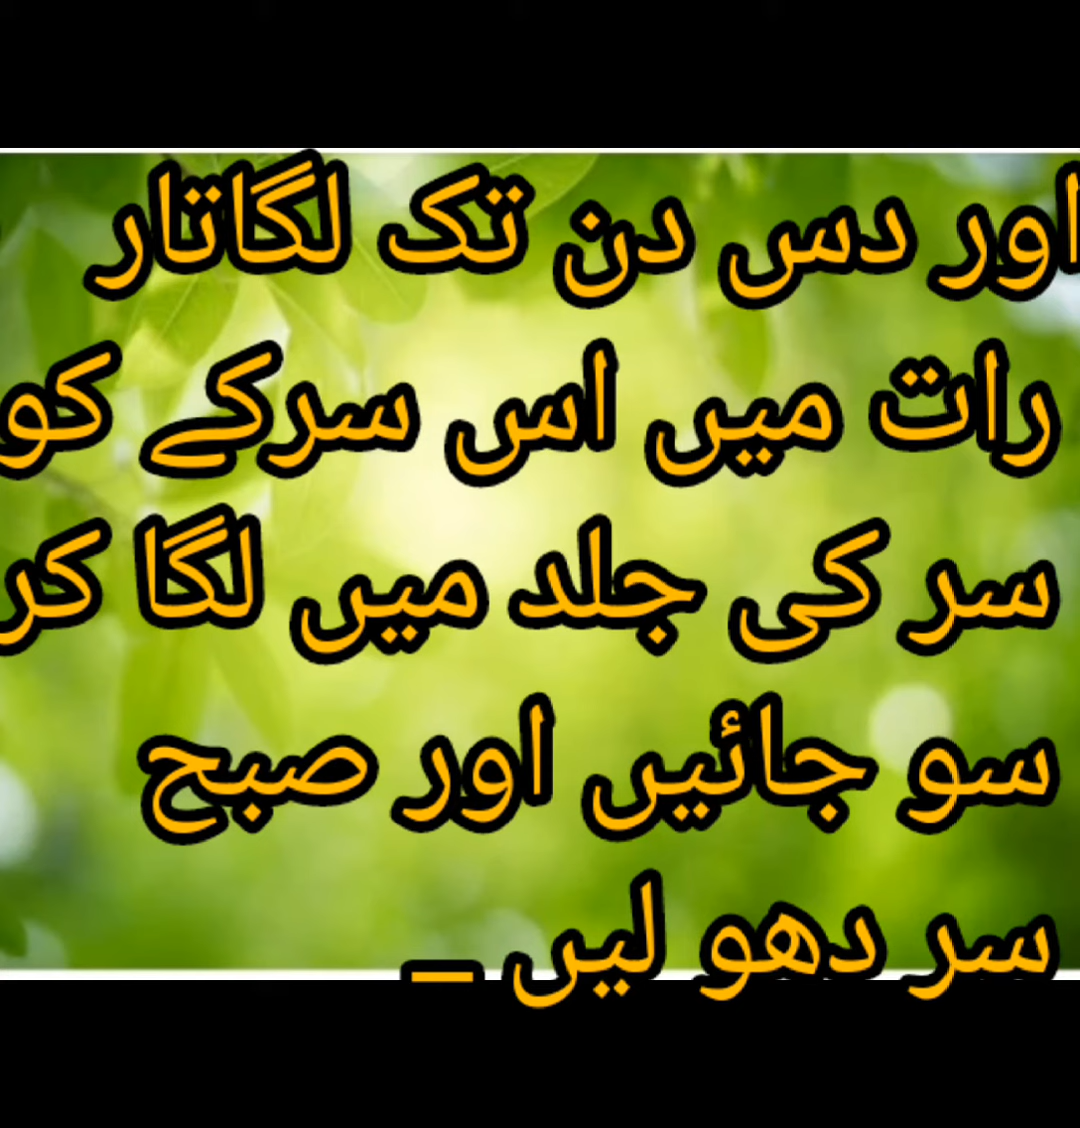 اور دس دن تک لگاتار
رات میں اس سرکے کو
سر کی جلد میں لگا کر
سو جائیں اور صبح
سر دھو لیں ـ